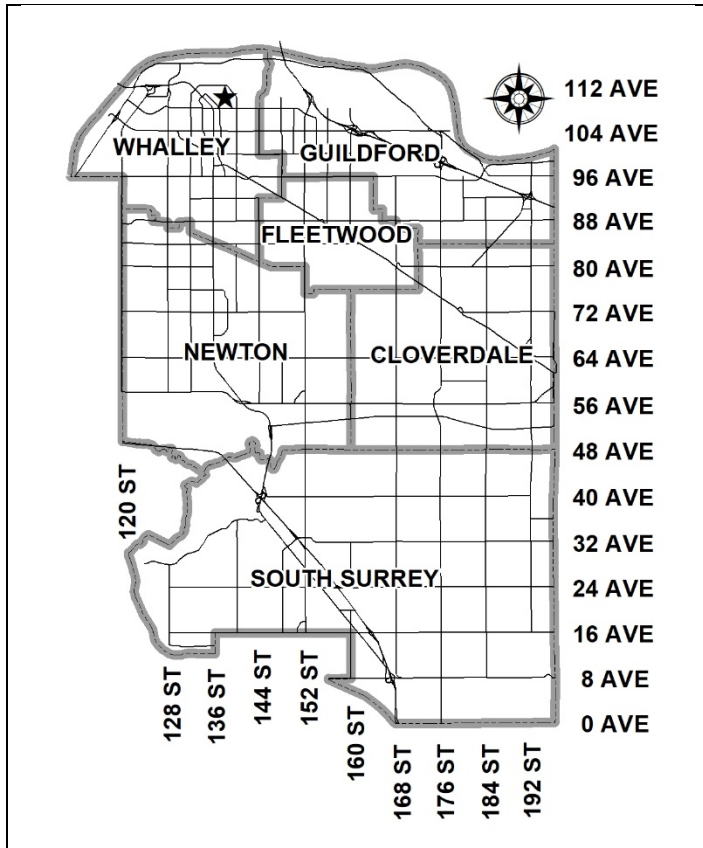 112 AVE
104 AVE
WHALLEY
GUILDFORD
96 AVE
88 AVE
FLEETWOOD
80 AVE
72 AVE
NEWTON
CLOVERDALE
64 AVE
56 AVE
48 AVE
120 ST
40 AVE
32 AVE
SOUTH SURREY
24 AVE
16 AVE
128 ST
136 ST
144 ST
152 ST
160 ST
8 AVE
0 AVE
168 ST
176 ST
184 ST
192 ST